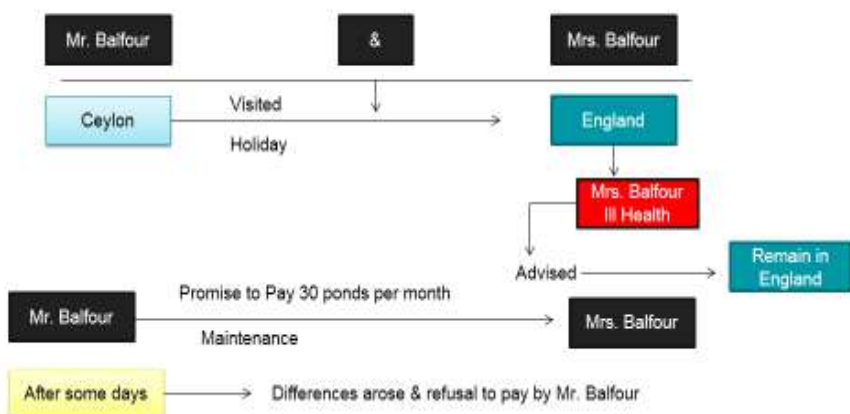 Mr. Balfour
&
Mrs. Balfour
Ceylon
Visited
Holiday
England
Mrs. Balfour
Ill Health
Advised
Remain in
England
Mr. Balfour
Promise to Pay 30 ponds per month
Maintenance
Mrs. Balfour
After some days
Differences arose & refusal to pay by Mr. Balfour